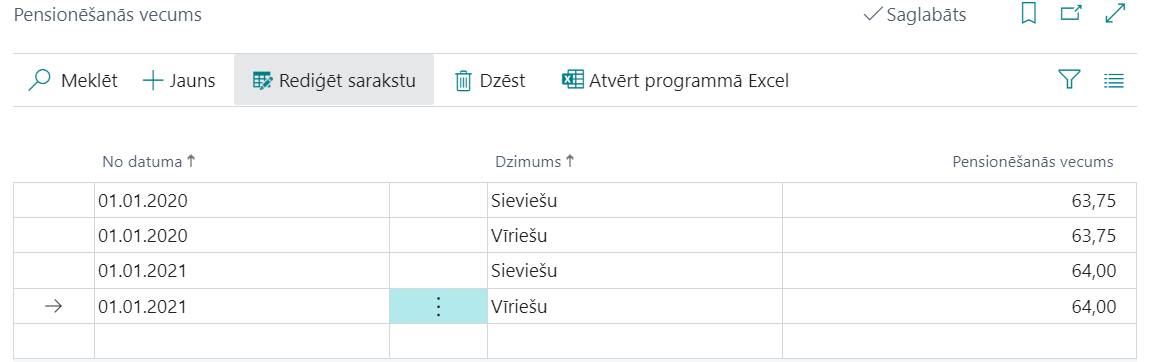 Pensionēšanās vecums Saglabāts
Meklēt Jauns Rediģēt sarakstu Dzēst Atvērt programmā Excel
No datuma Dzimums Pensionēšanās vecums
01.01.2020 Sieviešu 63,75
01.01.2020 Vīriešu 63,75
01.01.2021 Sieviešu 64,00
01.01.2021 Vīriešu 64,00